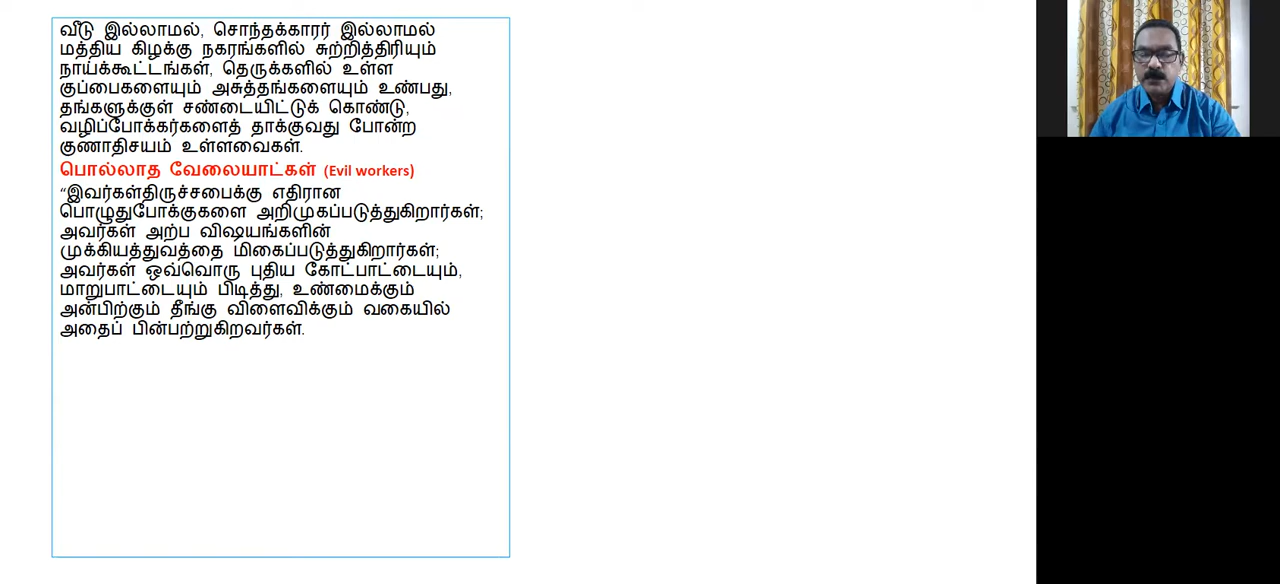 வீடு இல்லாமல், சொந்தக்காரர் இல்லாமல்
மத்திய கிழக்கு நகரங்களில் சுற்றித்திரியும்
நாய்க்கூட்டங்கள், தெருக்களில் உள்ள
குப்பைகளையும் அசுத்தங்களையும் உண்பது,
தங்களுக்குள் சண்டையிட்டுக் கொண்டு,
வழிப்போக்கர்களைத் தாக்குவது போன்ற
குணாதிசயம் உள்ளவைகள்.
பொல்லாத வேலையாட்கள் (Evil workers)
“இவர்கள்திருச்சபைக்கு எதிரான
பொழுதுபோக்குகளை அறிமுகப்படுத்துகிறார்கள்;
அவர்கள் அற்ப விஷயங்களின்
முக்கியத்துவத்தை மிகைப்படுத்துகிறார்கள்;
அவர்கள் ஒவ்வொரு புதிய கோட்பாட்டையும்,
மாறுபாட்டையும் பிடித்து, உண்மைக்கும்
அன்பிற்கும் தீங்கு விளைவிக்கும் வகையில்
அதைப் பின்பற்றுகிறவர்கள்.